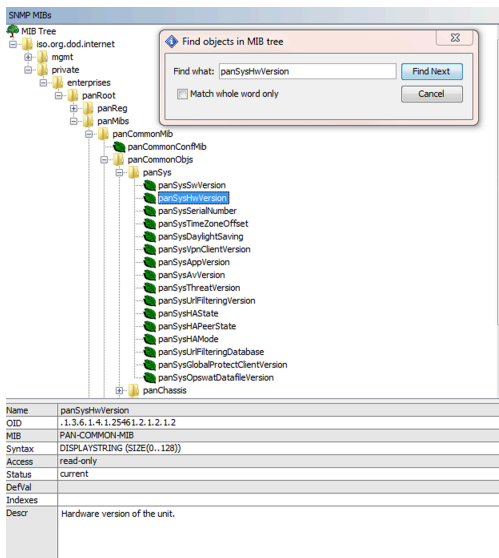 SNMP MIBs
MIB Tree
iso.org.dod.internet
mgmt
private
enterprises
panRoot
panReg
panMibs
panCommonMib
panCommonConfMib
panCommonObjs
panSys
panSysSwVersion
panSysHwVersion
panSysSerialNumber
panSysTimeZoneOffset
panSysDaylightSaving
panSysVpnClientVersion
panSysAppVersion
panSysAvVersion
panSysThreatVersion
panSysUrlFilteringVersion
panSysHAState
panSysHAPeerState
panSysHAMode
panSysUrlFilteringDatabase
panSysGlobalProtectClientVersion
panSysOpswatDatafileVersion
panChassis
Find objects in MIB tree
Find what: panSysHwVersion Find Next
Match whole word only Cancel
Name panSysHwVersion
OID .1.3.6.1.4.1.25461.2.1.2.1.2
MIB PAN-COMMON-MIB
Syntax DISPLAYSTRING (SIZE(0..128))
Access read-only
Status current
DefVal
Indexes
Descr Hardware version of the unit.